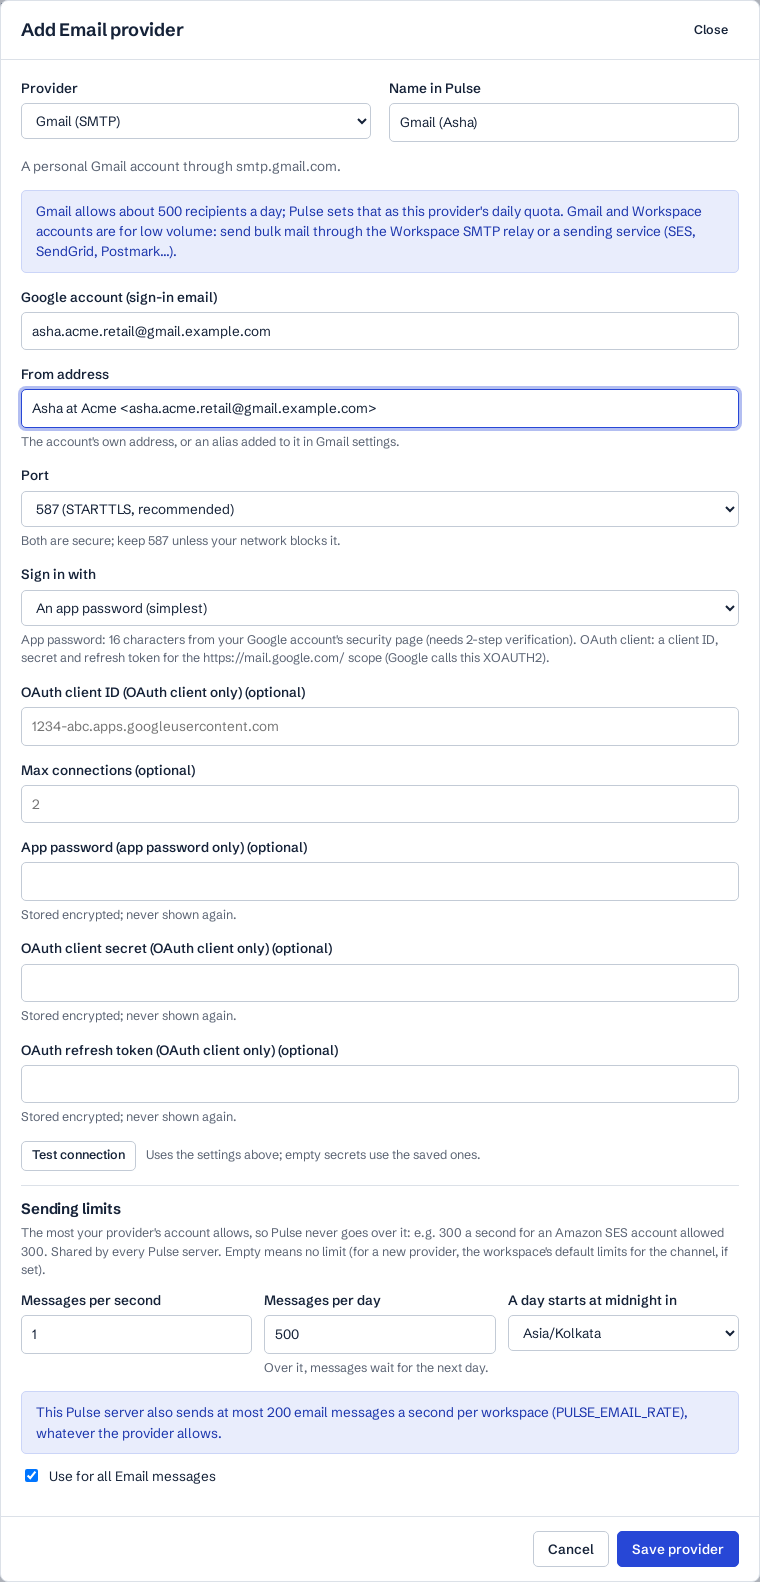 Add Email provider
Close
Provider
Name in Pulse
Gmail (SMTP)
Gmail (Asha)
A personal Gmail account through smtp.gmail.com.
Gmail allows about 500 recipients a day; Pulse sets that as this provider's daily quota. Gmail and Workspace
accounts are for low volume: send bulk mail through the Workspace SMTP relay or a sending service (SES,
SendGrid, Postmark...).
Google account (sign-in email)
asha.acme.retail@gmail.example.com
From address
Asha at Acme <asha.acme.retail@gmail.example.com>
The account's own address, or an alias added to it in Gmail settings.
Port
587 (STARTTLS, recommended)
Both are secure; keep 587 unless your network blocks it.
Sign in with
An app password (simplest)
App password: 16 characters from your Google account's security page (needs 2-step verification). OAuth client: a client ID,
secret and refresh token for the https://mail.google.com/ scope (Google calls this XOAUTH2).
OAuth client ID (OAuth client only) (optional)
1234-abc.apps.googleusercontent.com
Max connections (optional)
2
App password (app password only) (optional)
Stored encrypted; never shown again.
OAuth client secret (OAuth client only) (optional)
Stored encrypted; never shown again.
OAuth refresh token (OAuth client only) (optional)
Stored encrypted; never shown again.
Test connection
Uses the settings above; empty secrets use the saved ones.
Sending limits
The most your provider's account allows, so Pulse never goes over it: e.g. 300 a second for an Amazon SES account allowed
300. Shared by every Pulse server. Empty means no limit (for a new provider, the workspace's default limits for the channel, if
set).
Messages per second
Messages per day
A day starts at midnight in
1
500
Asia/Kolkata
Over it, messages wait for the next day.
This Pulse server also sends at most 200 email messages a second per workspace (PULSE_EMAIL_RATE),
whatever the provider allows.
Use for all Email messages
Cancel
Save provider